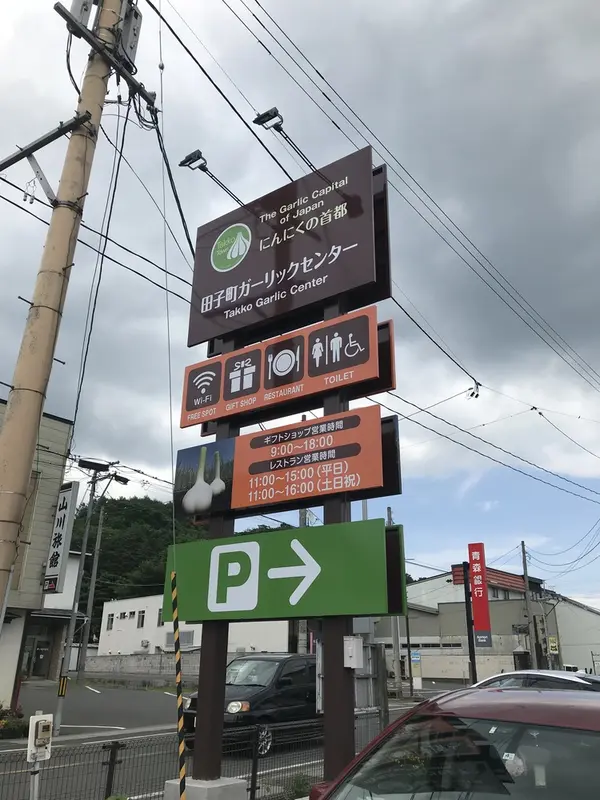 The Garlic Capital
of Japan
にんにくの首都
Takko
Town
田子町ガーリックセンター
Takko Garlic Center
Wi-Fi
FREE SPOT
GIFT SHOP
RESTAURANT
TOILET
ギフトショップ営業時間
9:00～18:00
レストラン営業時間
11:00～15:00(平日)
11:00～16:00(土日祝)
P
山川旅館
青森銀行